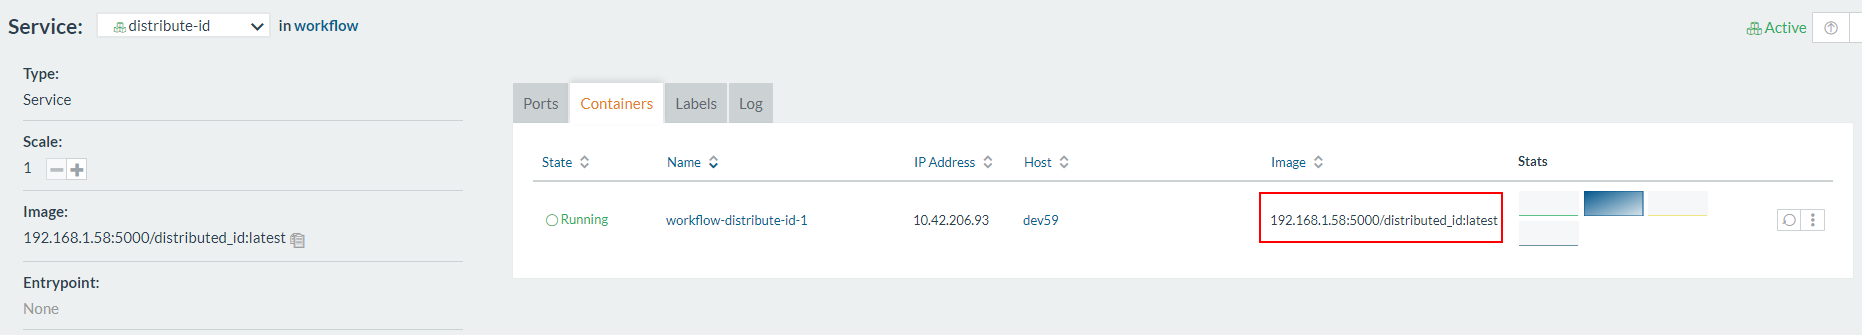 Service: distribute-id in workflow
Active
Type:
Service
Scale:
1
Image:
192.168.1.58:5000/distributed_id:latest
Entrypoint:
None
Ports Containers Labels Log
State Name IP Address Host Image Stats
Running workflow-distribute-id-1 10.42.206.93 dev59 192.168.1.58:5000/distributed_id:latest